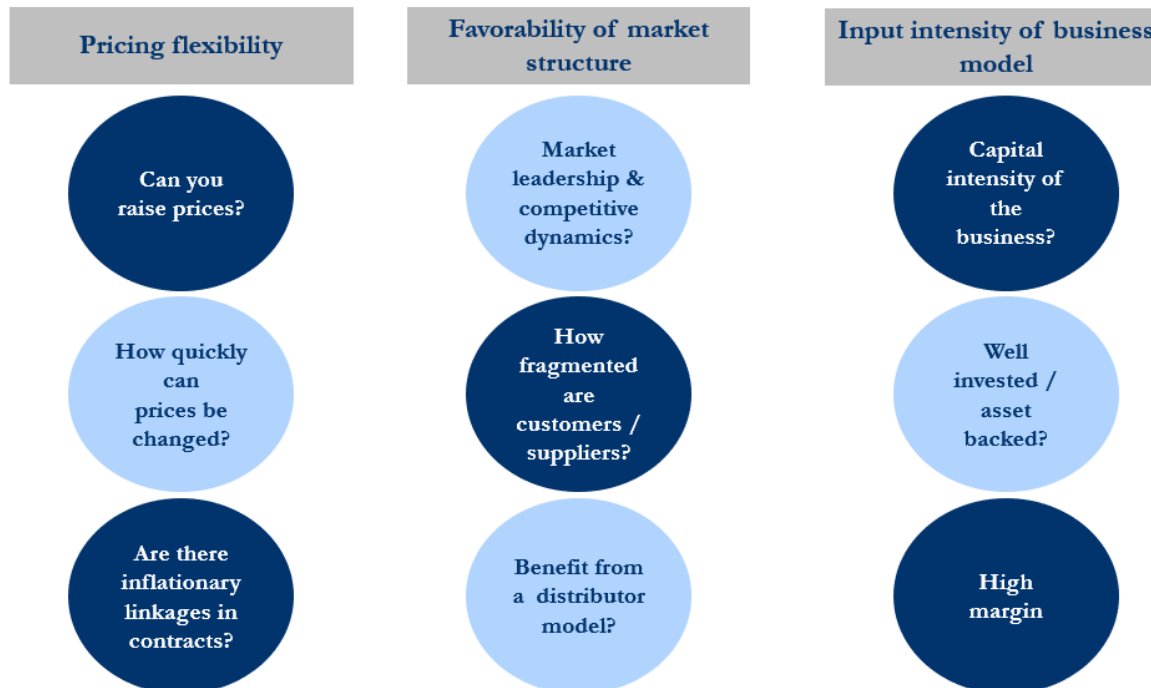 Pricing flexibility
Can you
raise prices?
How quickly
can
prices be
changed?
Are there
inflationary
linkages in
contracts?
Favorability of market
structure
Market
leadership &
competitive
dynamics?
How
fragmented
are
customers /
suppliers?
Benefit from
a distributor
model?
Input intensity of business
model
Capital
intensity of
the
business?
Well
invested /
asset
backed?
High
margin